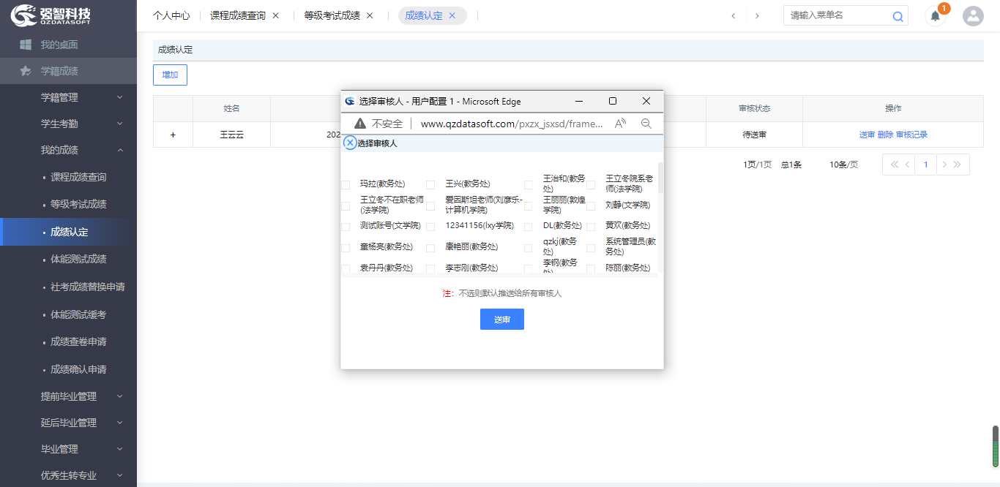 强智科技
QZDATASOFT
个人中心
课程成绩查询
等级考试成绩
成绩认定
请输入菜单名
1
我的桌面
学籍成绩
学籍管理
学生考勤
我的成绩
课程成绩查询
等级考试成绩
成绩认定
体能测试成绩
社考成绩替换申请
体能测试缓考
成绩查卷申请
成绩确认申请
提前毕业管理
延后毕业管理
毕业管理
优秀生转专业
成绩认定
增加
姓名
审核状态
操作
+
王云云
202
待送审
送审 删除 审核记录
1页/1页 总1条 10条/页
1
选择审核人 - 用户配置 1 - Microsoft Edge
不安全
www.qzdatasoft.com/pxzx_jsxsd/frame...
选择审核人
玛拉(教务处)
王兴(教务处)
王治和(教务处)
王立冬院系老师(法学院)
王立冬不在职老师(法学院)
爱因斯坦老师(刘彦乐-计算机学院)
王丽丽(敦煌学院)
刘静(文学院)
测试账号(文学院)
12341156(lxy学院)
DL(教务处)
黄欢(教务处)
童杨亮(教务处)
康艳丽(教务处)
qzkj(教务处)
系统管理员(教务处)
袁丹丹(教务处)
李志刚(教务处)
李钢(教务处)
陈丽(教务处)
注：不选则默认推送给所有审核人
送审